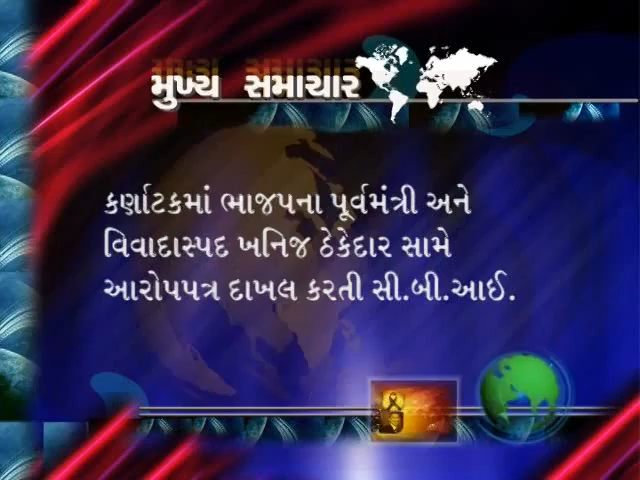 મુખ્ય સમાચાર
કર્ણાટકમાં ભાજપના પૂર્વમંત્રી અને
વિવાદાસ્પદ ખનિજ ઠેકેદાર સામે
આરોપપત્ર દાખલ કરતી સી.બી.આઈ.